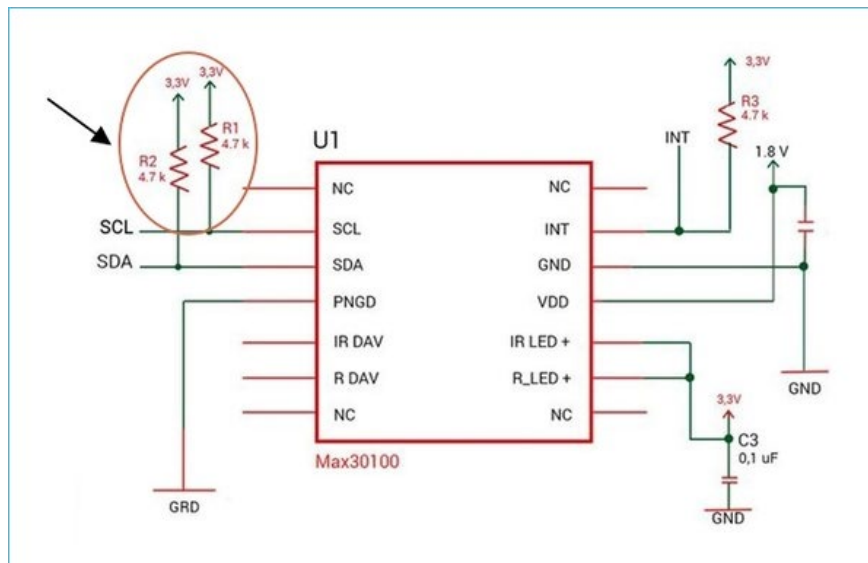 3,3V
3,3V
R1
4.7 k
R2
4.7 k
SCL
SDA
GRD
U1
NC
SCL
SDA
PNGD
IR DAV
R DAV
NC
NC
INT
GND
VDD
IR LED +
R_LED +
NC
Max30100
INT
3,3V
R3
4.7 k
1.8 V
GND
3,3V
C3
0,1 uF
GND